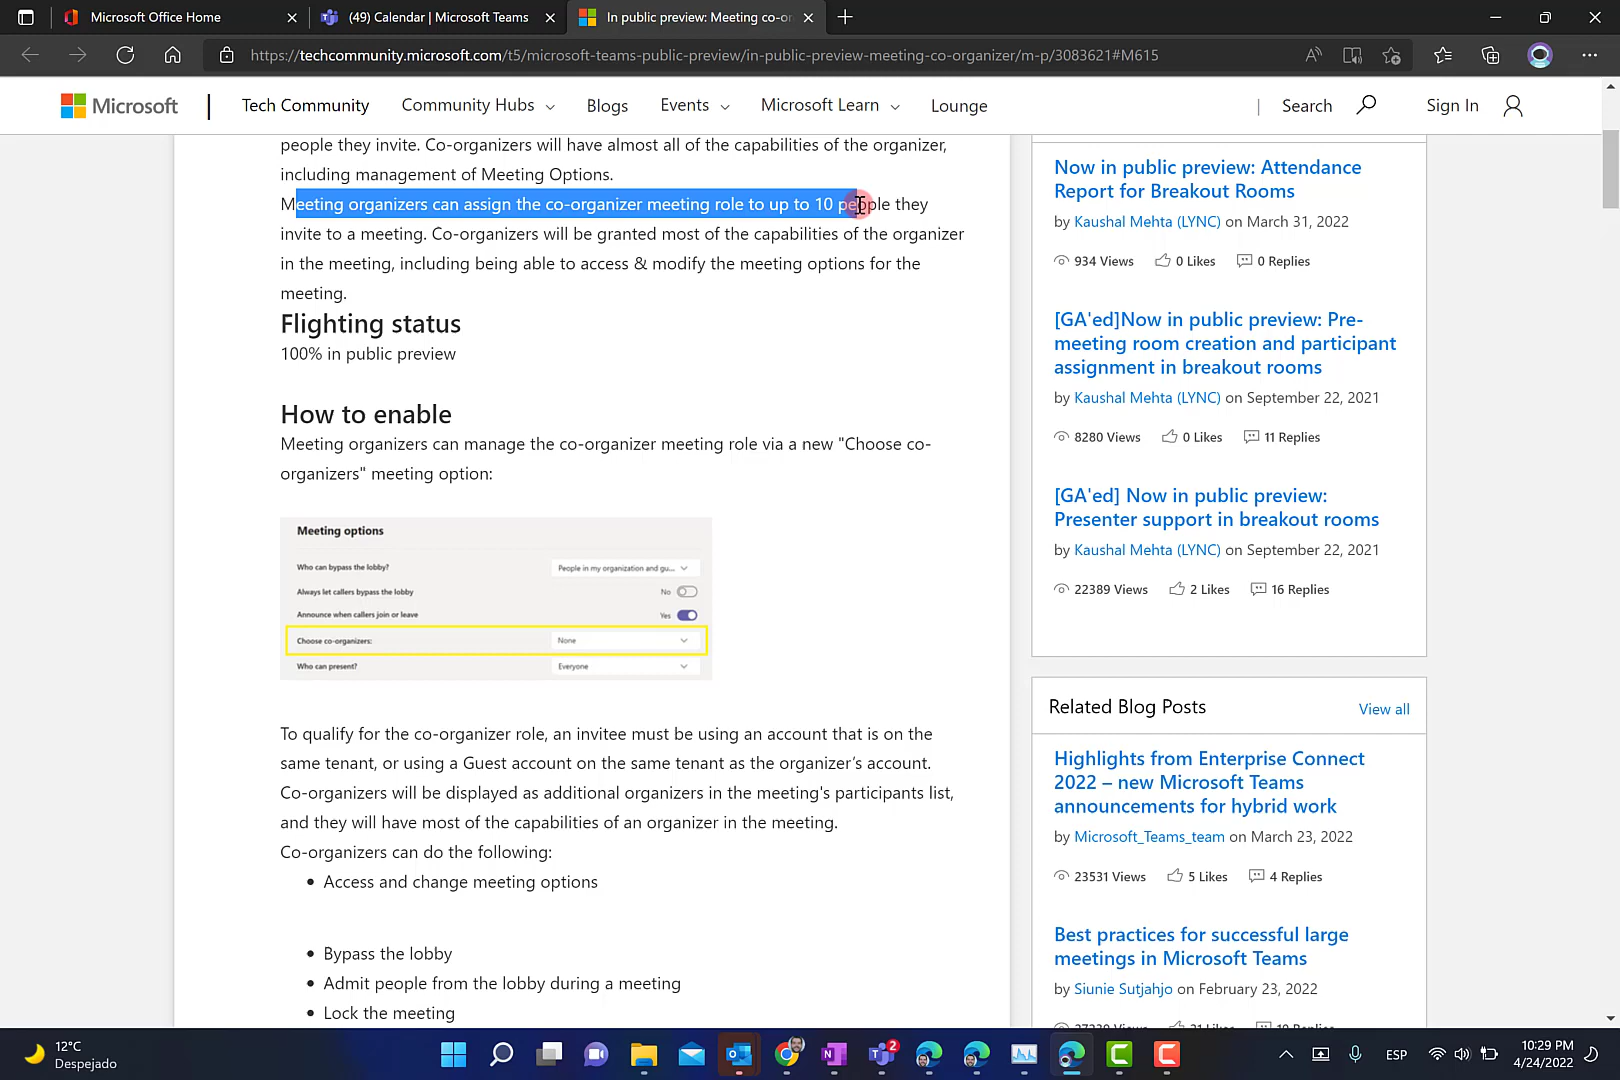 Microsoft Office Home
(49) Calendar | Microsoft Teams
In public preview: Meeting co-or
https://techcommunity.microsoft.com/t5/microsoft-teams-public-preview/in-public-preview-meeting-co-organizer/m-p/3083621#M615
Microsoft
Tech Community
Community Hubs
Blogs
Events
Microsoft Learn
Lounge
Search
Sign In
people they invite. Co-organizers will have almost all of the capabilities of the organizer,
including management of Meeting Options.
Meeting organizers can assign the co-organizer meeting role to up to 10 people they
invite to a meeting. Co-organizers will be granted most of the capabilities of the organizer
in the meeting, including being able to access & modify the meeting options for the
meeting.
Flighting status
100% in public preview
How to enable
Meeting organizers can manage the co-organizer meeting role via a new "Choose co-
organizers" meeting option:
Meeting options
Who can bypass the lobby?
People in my organization and gu...
Always let callers bypass the lobby
No
Announce when callers join or leave
Yes
Choose co-organizers:
None
Who can present?
Everyone
To qualify for the co-organizer role, an invitee must be using an account that is on the
same tenant, or using a Guest account on the same tenant as the organizer’s account.
Co-organizers will be displayed as additional organizers in the meeting's participants list,
and they will have most of the capabilities of an organizer in the meeting.
Co-organizers can do the following:
• Access and change meeting options
• Bypass the lobby
• Admit people from the lobby during a meeting
• Lock the meeting
Now in public preview: Attendance
Report for Breakout Rooms
by Kaushal Mehta (LYNC) on March 31, 2022
934 Views 0 Likes 0 Replies
[GA'ed]Now in public preview: Pre-
meeting room creation and participant
assignment in breakout rooms
by Kaushal Mehta (LYNC) on September 22, 2021
8280 Views 0 Likes 11 Replies
[GA'ed] Now in public preview:
Presenter support in breakout rooms
by Kaushal Mehta (LYNC) on September 22, 2021
22389 Views 2 Likes 16 Replies
Related Blog Posts
View all
Highlights from Enterprise Connect
2022 – new Microsoft Teams
announcements for hybrid work
by Microsoft_Teams_team on March 23, 2022
23531 Views 5 Likes 4 Replies
Best practices for successful large
meetings in Microsoft Teams
by Siunie Sutjahjo on February 23, 2022
12°C
Despejado
2
ESP
10:29 PM
4/24/2022